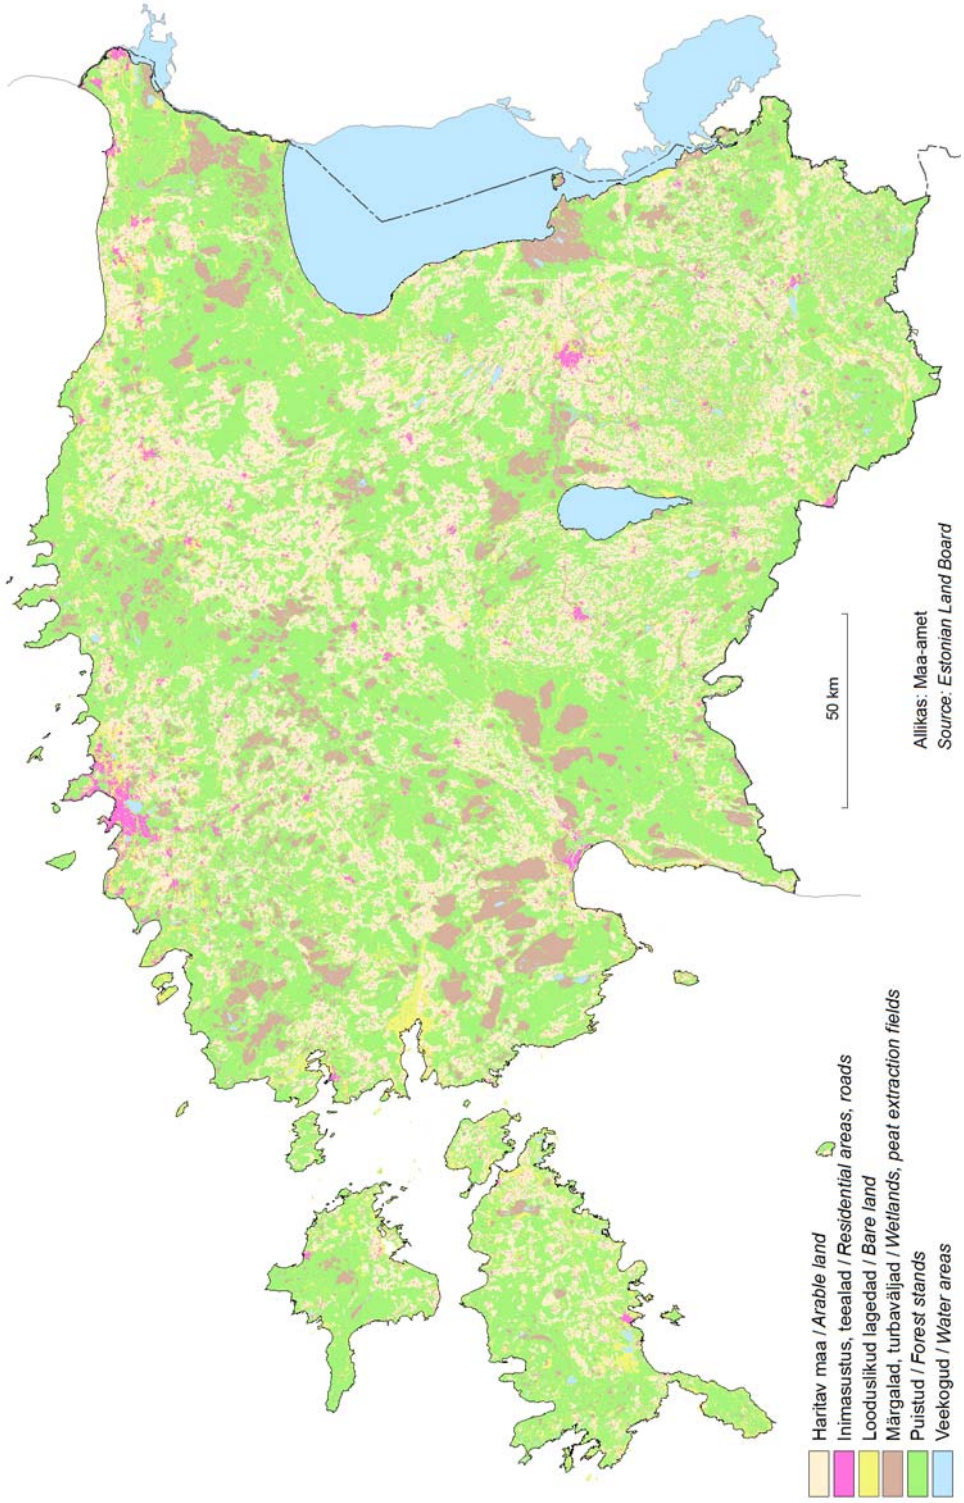 Haritav maa / Arable land
Inimasustus, teealad / Residential areas, roads
Looduslikud lagedad / Bare land
Märgalad, turbaväljad / Wetlands, peat extraction fields
Puistud / Forest stands
Veekogud / Water areas
50 km
Allikas: Maa-amet
Source: Estonian Land Board